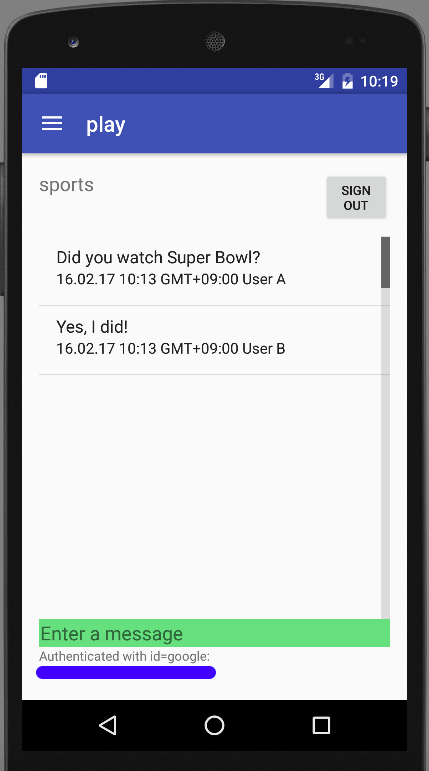 3G 10:19
play
sports
SIGN
OUT
Did you watch Super Bowl?
16.02.17 10:13 GMT+09:00 User A
Yes, I did!
16.02.17 10:13 GMT+09:00 User B
Enter a message
Authenticated with id=google: